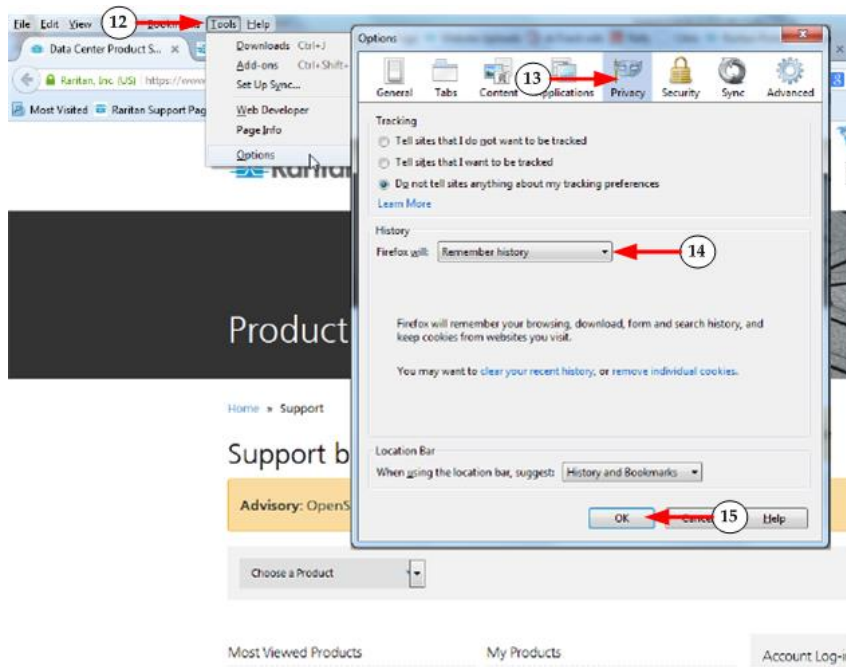 File Edit View Tools Help
12
Data Center Product S...
Downloads Ctrl+J
Add-ons Ctrl+Shift+
Set Up Sync...
Web Developer
Page Info
Options
Raritan, Inc. (US) https://www
Most Visited Raritan Support Pag
Options
13
General Tabs Content Applications Privacy Security Sync Advanced
Tracking
Tell sites that I do not want to be tracked
Tell sites that I want to be tracked
Do not tell sites anything about my tracking preferences
Learn More
History
Firefox will: Remember history
14
Firefox will remember your browsing, download, form and search history, and
keep cookies from websites you visit.
You may want to clear your recent history, or remove individual cookies.
Location Bar
When using the location bar, suggest: History and Bookmarks
OK 15 Help
Product
Home » Support
Support b
Advisory: OpenS
Choose a Product
Most Viewed Products My Products Account Log-i